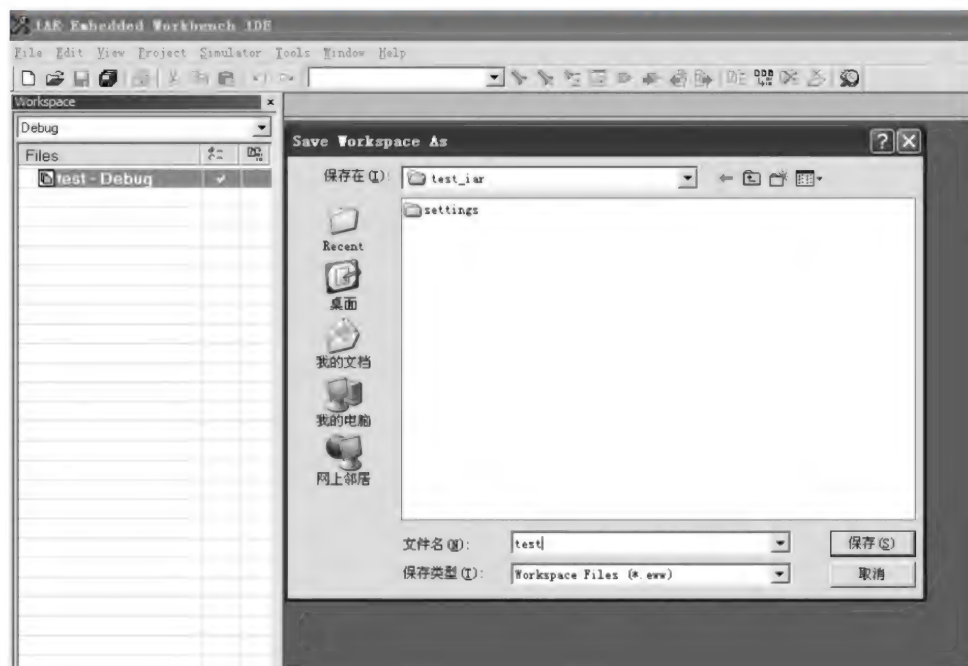 IAR Embedded Workbench IDE
File Edit View Project Simulator Tools Window Help
Workspace
Debug
Files
test - Debug
Save Workspace As
保存在(I):
test_iar
settings
Recent
桌面
我的文档
我的电脑
网上邻居
文件名(N):
test
保存(S)
保存类型(T):
Workspace Files (*.eww)
取消